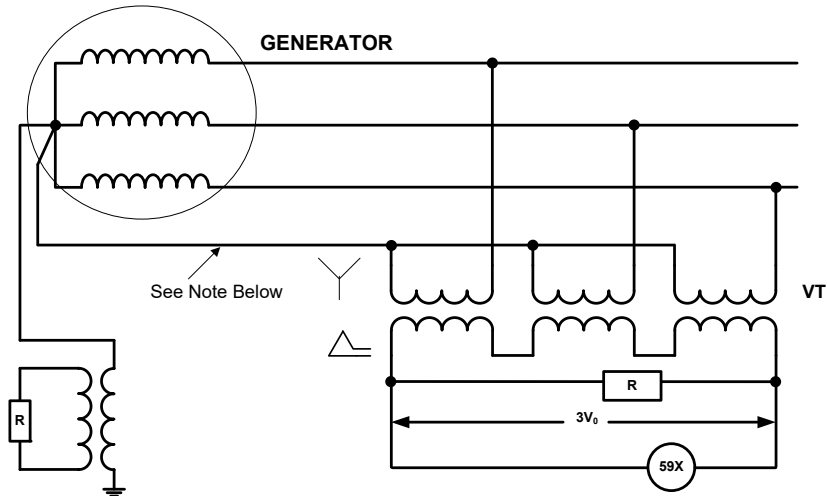 GENERATOR
See Note Below
VT
R
R
3V₀
59X